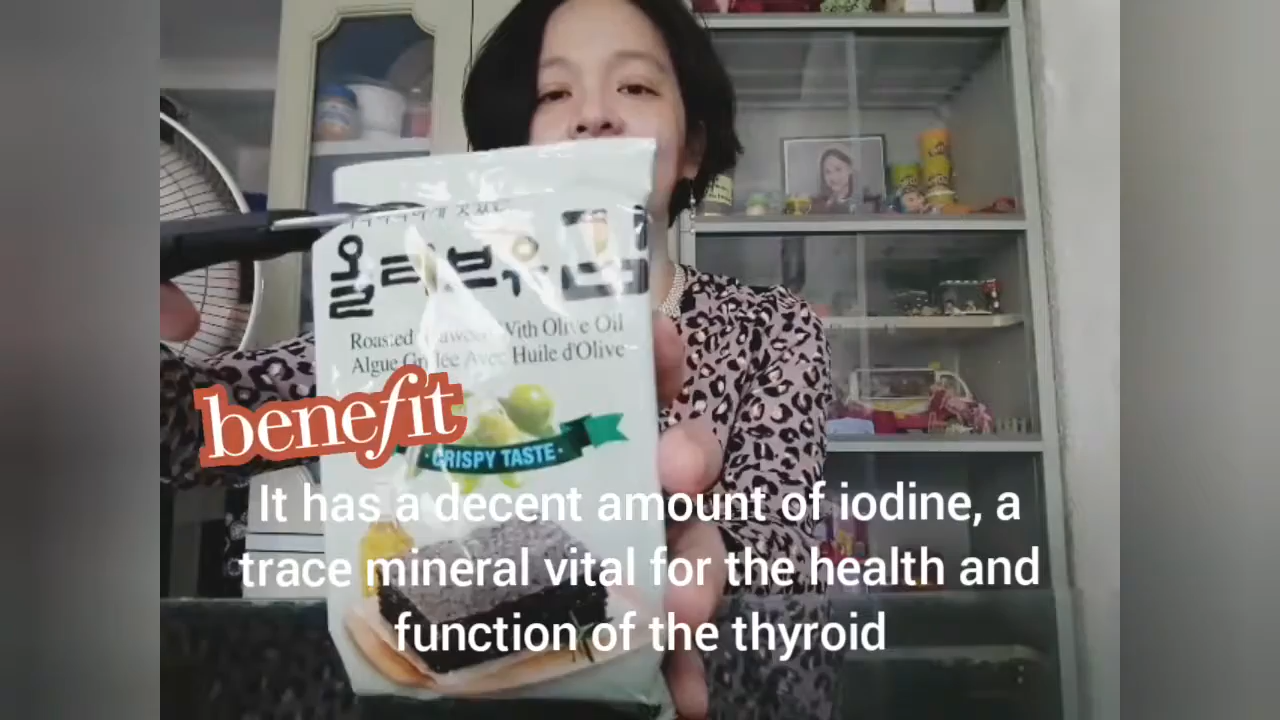 올리브유 김
Roasted Seaweed With Olive Oil
Algue Grillée Avec Huile d'Olive
benefit
CRISPY TASTE
It has a decent amount of iodine, a
trace mineral vital for the health and
function of the thyroid